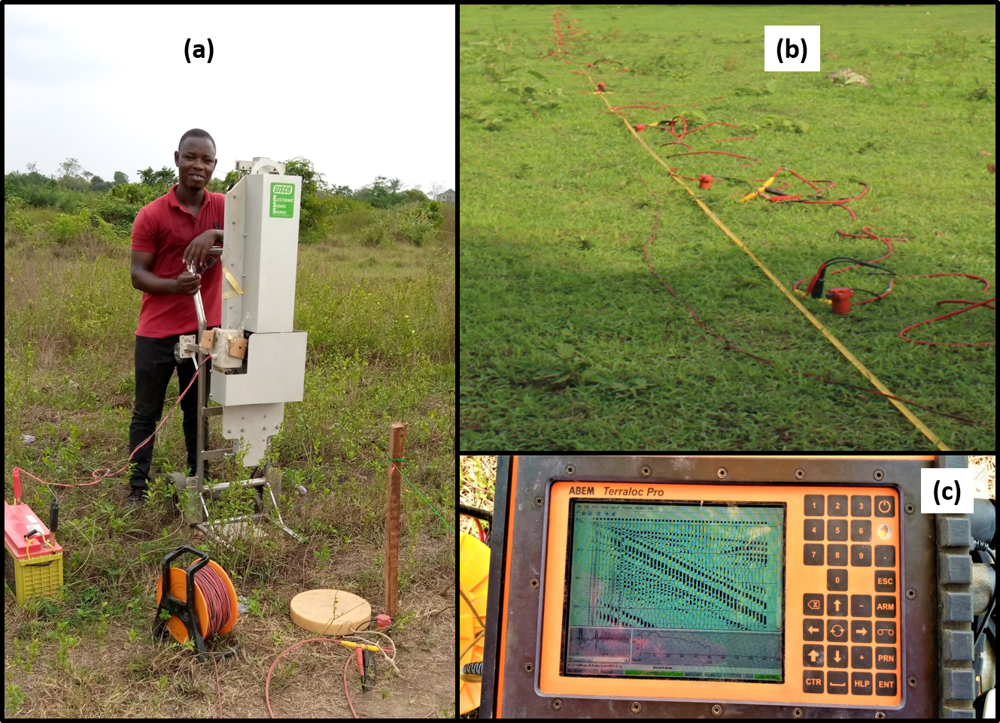 (a)
GISCO
ELECTRONIC
SEISMIC
SOURCE
(b)
(c)
ABEM Terraloc Pro
1 2 3
4 5 6
7 8 9 .
0 ESC
− ARM
+ PRN
CTR HLP ENT